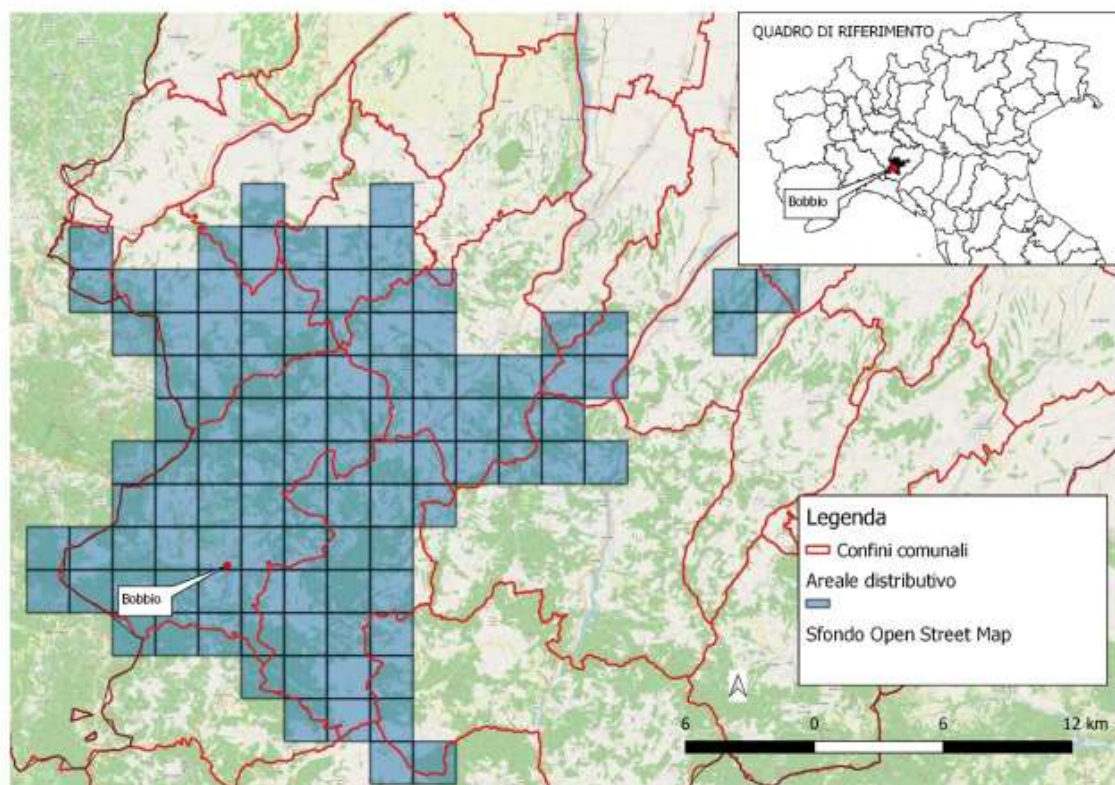 QUADRO DI RIFERIMENTO
Bobbio
Bobbio
Legenda
Confini comunali
Areale distributivo
Sfondo Open Street Map
6 0 6 12 km